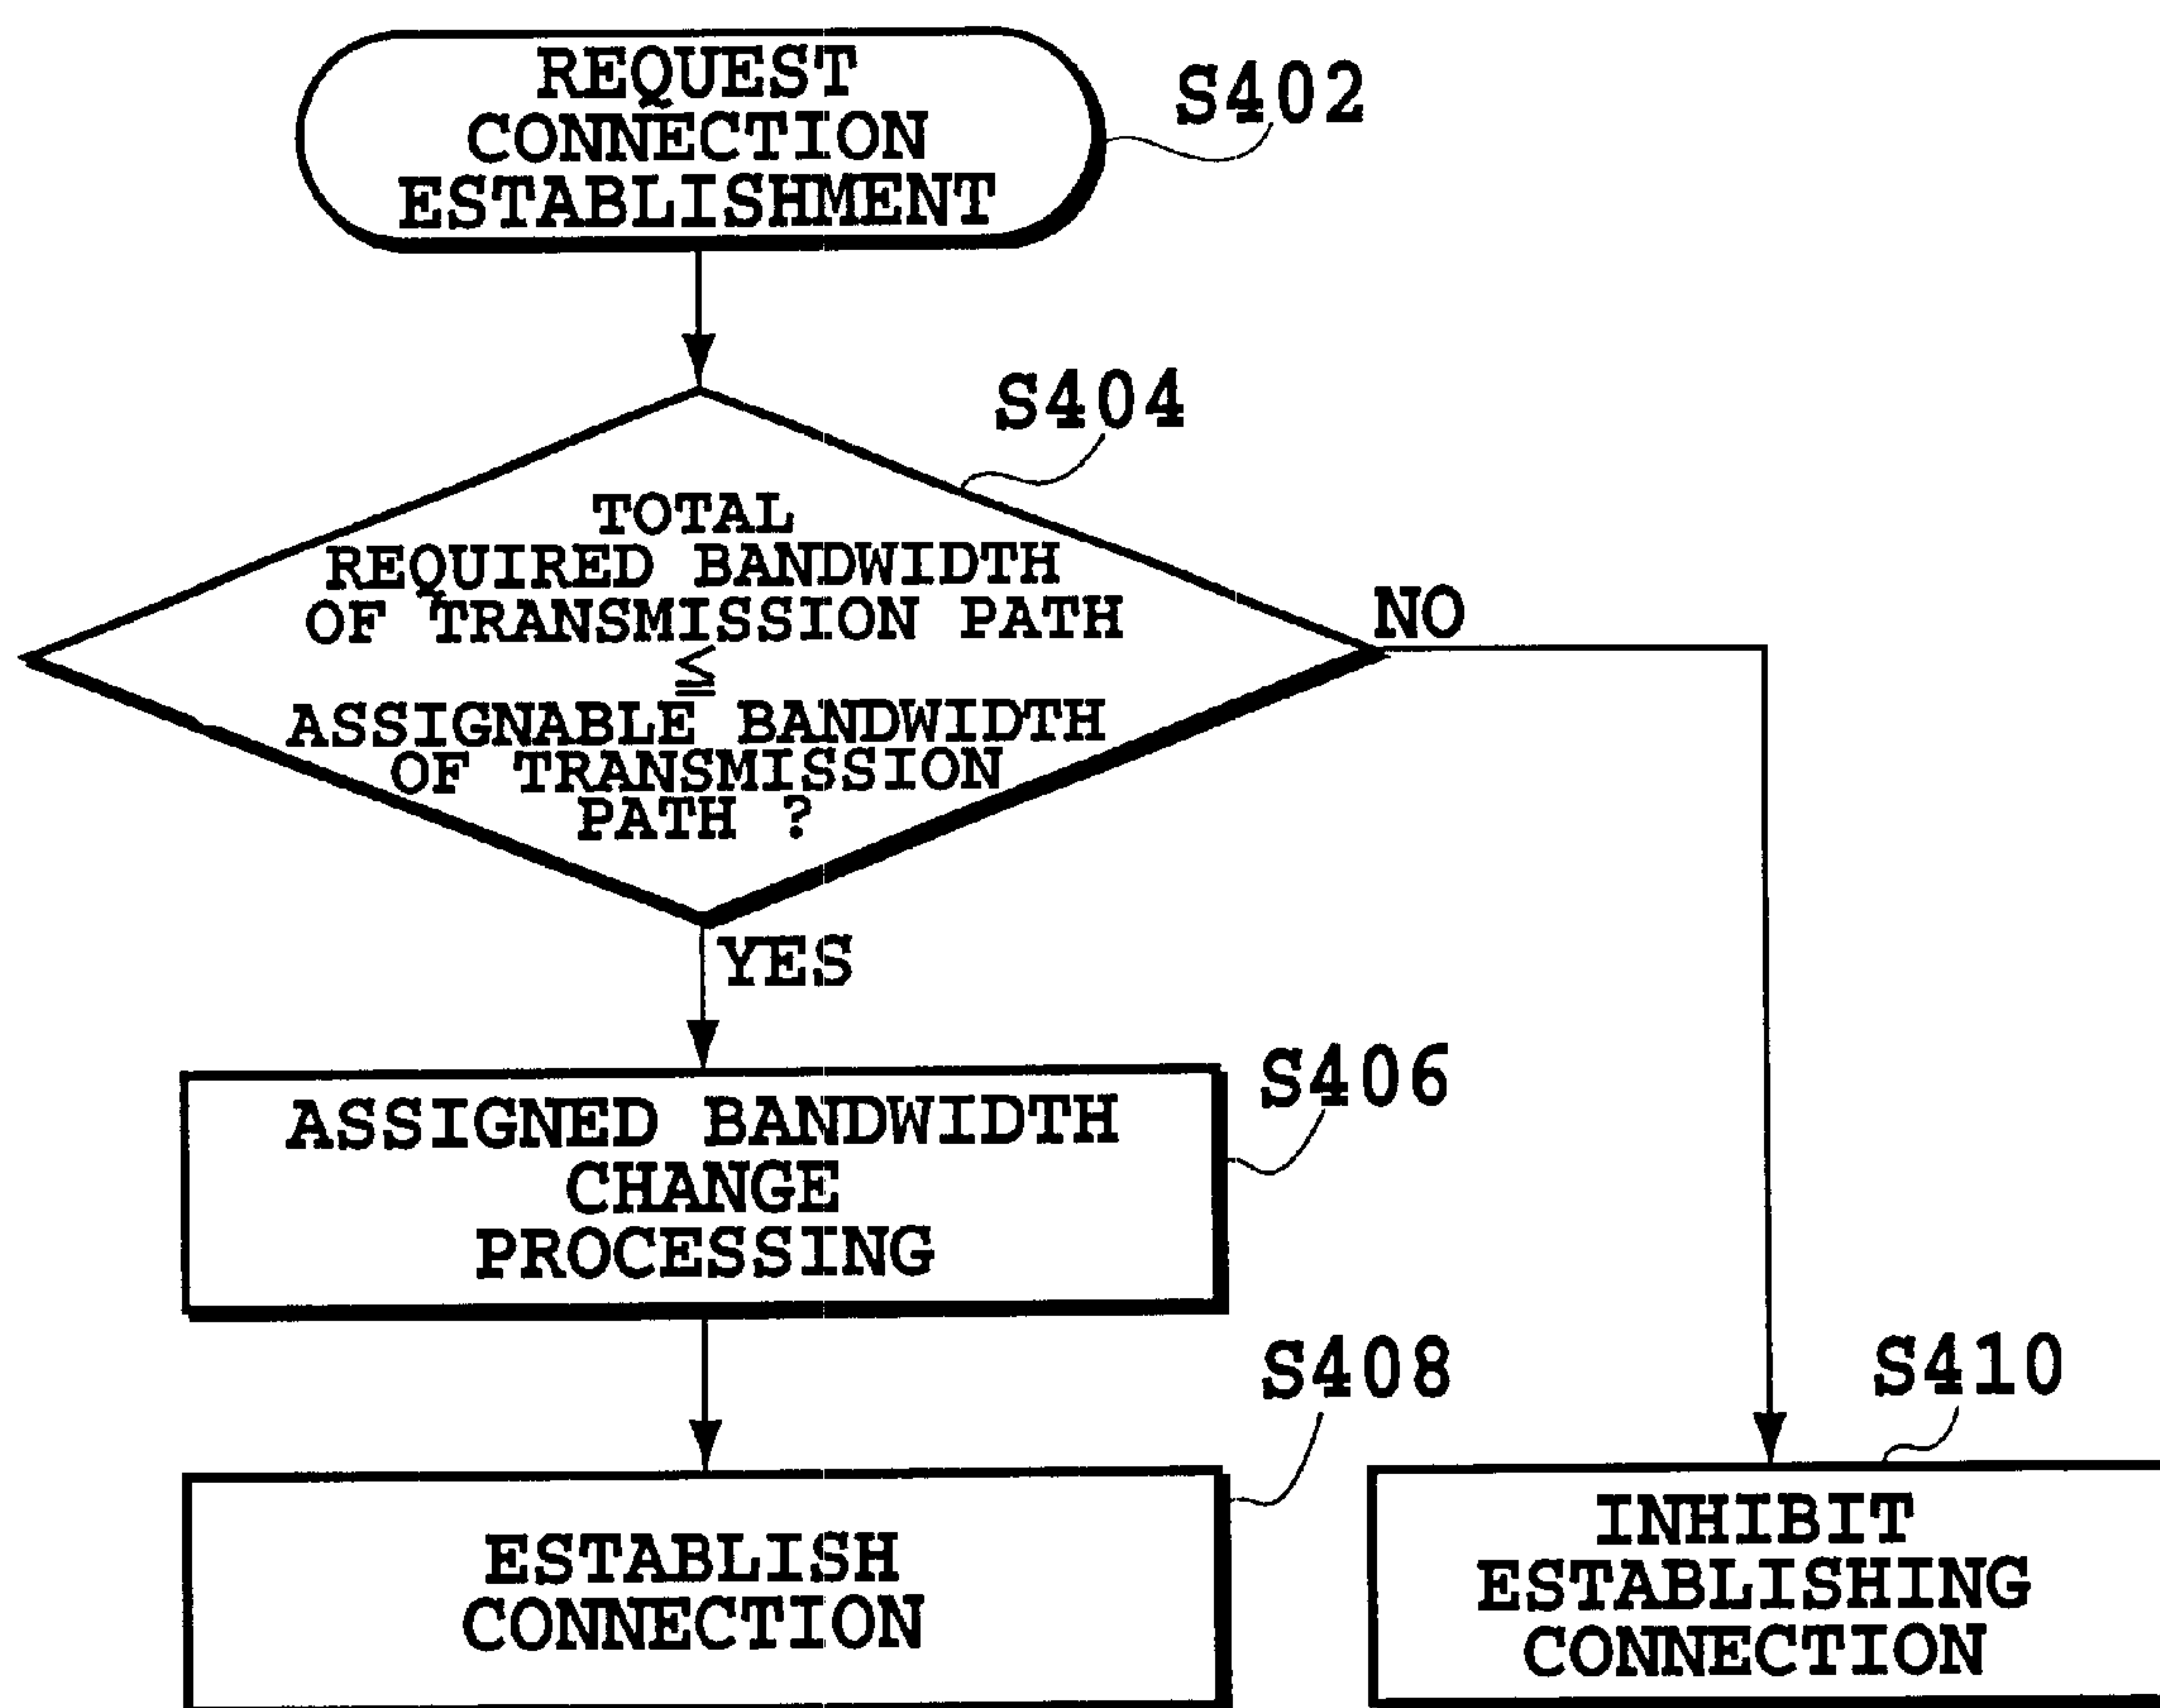 REQUEST
CONNECTION
ESTABLISHMENT
S402
S404
TOTAL
REQUIRED BANDWIDTH
OF TRANSMISSION PATH
≦
ASSIGNABLE BANDWIDTH
OF TRANSMISSION
PATH ?
NO
YES
S406
ASSIGNED BANDWIDTH
CHANGE
PROCESSING
S408
ESTABLISH
CONNECTION
S410
INHIBIT
ESTABLISHING
CONNECTION